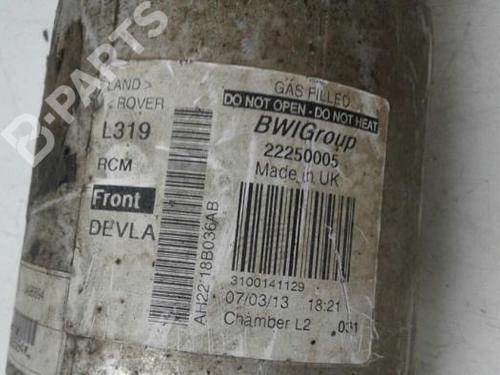 B-PARTS
LAND>
<ROVER
L319
RCM
Front
DEVLA
AH22-18B036AB
GAS FILLED
DO NOT OPEN - DO NOT HEAT
BWIGroup
22250005
Made in UK
3100141129
07/03/13 18:21
Chamber L2 031